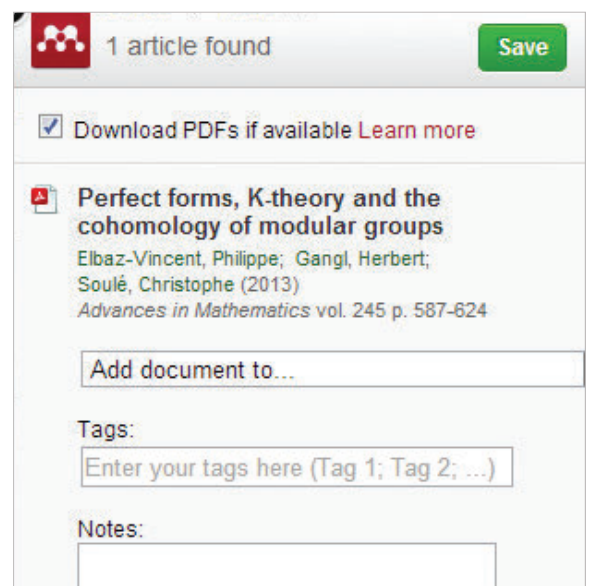 1 article found
Save
Download PDFs if available Learn more
Perfect forms, K-theory and the
cohomology of modular groups
Elbaz-Vincent, Philippe; Gangl, Herbert;
Soulé, Christophe (2013)
Advances in Mathematics vol. 245 p. 587-624
Add document to...
Tags:
Enter your tags here (Tag 1; Tag 2; ...)
Notes: